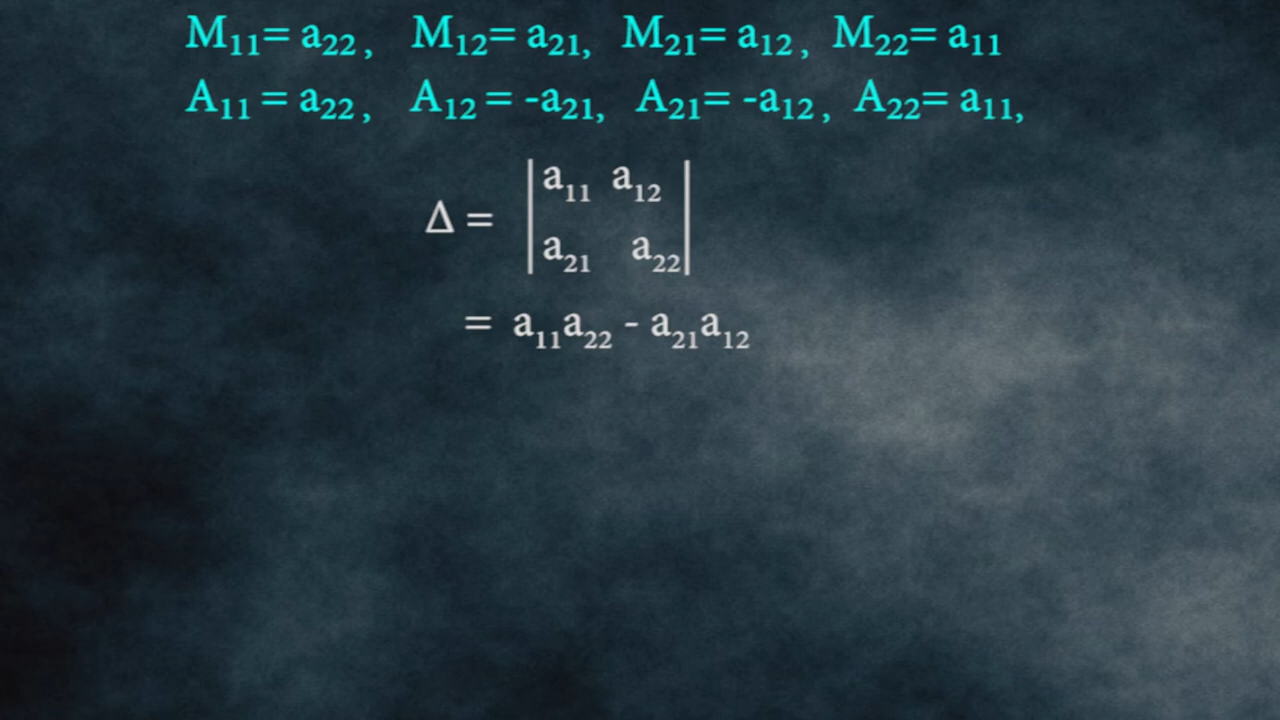 M₁₁= a₂₂ , M₁₂= a₂₁, M₂₁= a₁₂ , M₂₂= a₁₁
A₁₁ = a₂₂ , A₁₂ = -a₂₁, A₂₁= -a₁₂ , A₂₂= a₁₁,
Δ = | a₁₁ a₁₂ |
| a₂₁ a₂₂ |
= a₁₁a₂₂ - a₂₁a₁₂